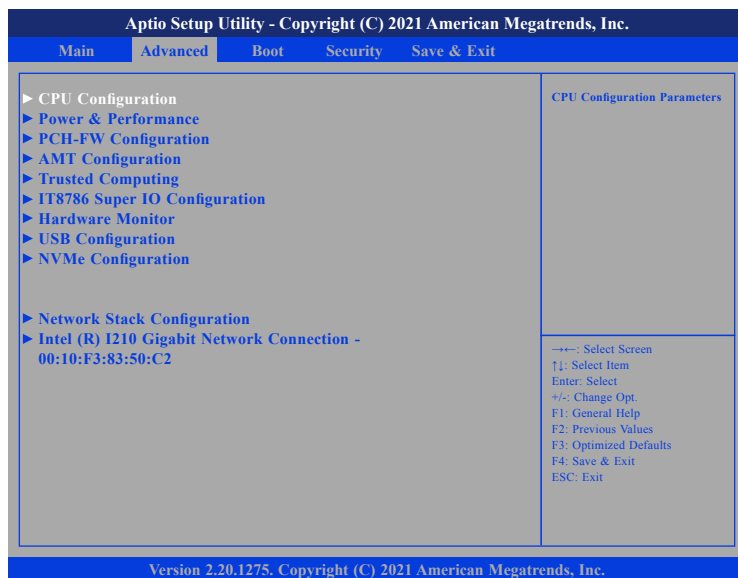 Aptio Setup Utility - Copyright (C) 2021 American Megatrends, Inc.
Main Advanced Boot Security Save & Exit
► CPU Configuration
► Power & Performance
► PCH-FW Configuration
► AMT Configuration
► Trusted Computing
► IT8786 Super IO Configuration
► Hardware Monitor
► USB Configuration
► NVMe Configuration
► Network Stack Configuration
► Intel (R) I210 Gigabit Network Connection -
00:10:F3:83:50:C2
CPU Configuration Parameters
→←: Select Screen
↑↓: Select Item
Enter: Select
+/-: Change Opt.
F1: General Help
F2: Previous Values
F3: Optimized Defaults
F4: Save & Exit
ESC: Exit
Version 2.20.1275. Copyright (C) 2021 American Megatrends, Inc.